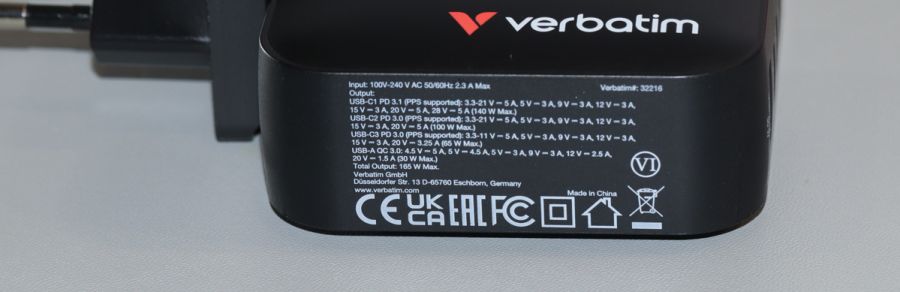 verbatim
Input: 100V-240 V AC 50/60Hz 2.3 A Max Verbatim#: 32216
Output:
USB-C1 PD 3.1 (PPS supported): 3.3-21 V ⎓ 5 A, 5 V ⎓ 3 A, 9 V ⎓ 3 A, 12 V ⎓ 3 A,
15 V ⎓ 3 A, 20 V ⎓ 5 A, 28 V ⎓ 5 A (140 W Max.)
USB-C2 PD 3.0 (PPS supported): 3.3-21 V ⎓ 5 A, 5 V ⎓ 3 A, 9 V ⎓ 3 A, 12 V ⎓ 3 A,
15 V ⎓ 3 A, 20 V ⎓ 5 A (100 W Max.)
USB-C3 PD 3.0 (PPS supported): 3.3-11 V ⎓ 5 A, 5 V ⎓ 3 A, 9 V ⎓ 3 A, 12 V ⎓ 3 A,
15 V ⎓ 3 A, 20 V ⎓ 3.25 A (65 W Max.)
USB-A QC 3.0: 4.5 V ⎓ 5 A, 5 V ⎓ 4.5 A, 5 V ⎓ 3 A, 9 V ⎓ 3 A, 12 V ⎓ 2.5 A,
20 V ⎓ 1.5 A (30 W Max.)
Total Output: 165 W Max.
Verbatim GmbH
Düsseldorfer Str. 13 D-65760 Eschborn, Germany
www.verbatim.com
VI
Made in China
CE UK CA EAC FC